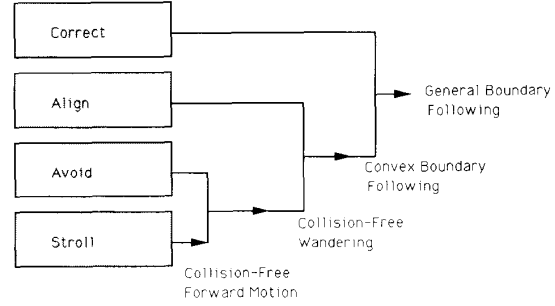 Correct
Align
Avoid
Stroll
General Boundary
Following
Convex Boundary
Following
Collision-Free
Wandering
Collision-Free
Forward Motion